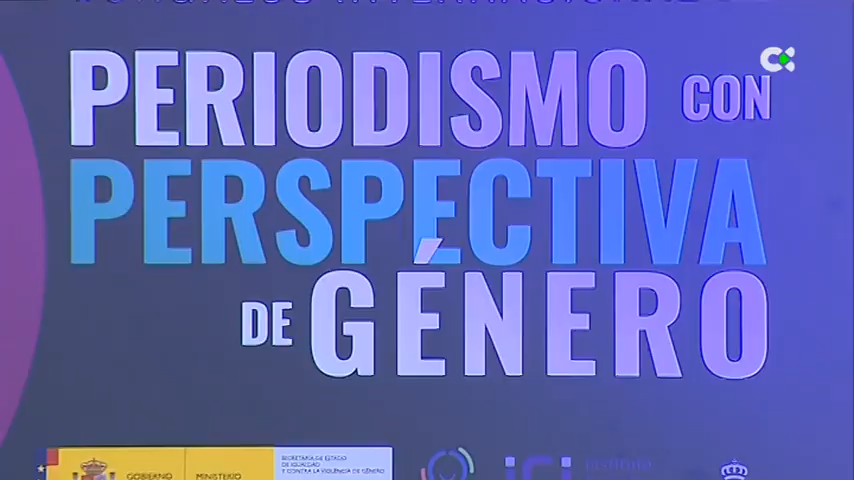 PERIODISMO CON
PERSPECTIVA
DE GÉNERO
GOBIERNO
MINISTERIO
SECRETARÍA DE ESTADO
DE IGUALDAD
Y CONTRA LA VIOLENCIA DE GÉNERO